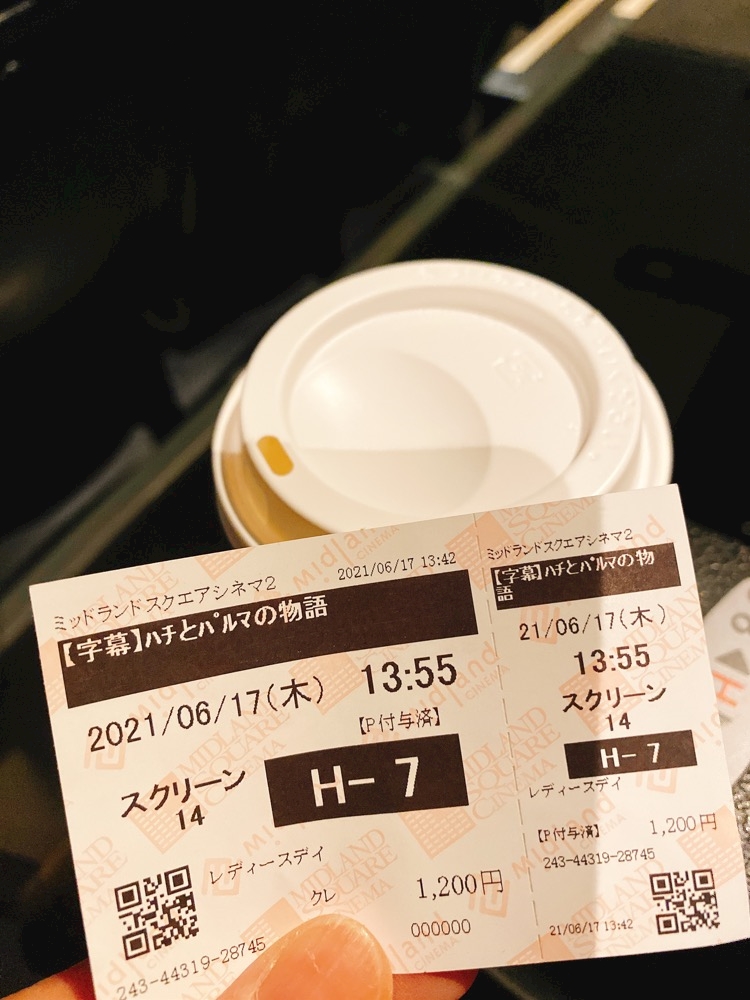 ミッドランドスクエアシネマ2
2021/06/17 13:42
【字幕】ハチとパルマの物語
2021/06/17(木) 13:55
【P付与済】
スクリーン
14
H- 7
レディースデイ
クレ 1,200円
000000
243-44319-28745
ミッドランドスクエアシネマ2
【字幕】ハチとパルマの物
語
21/06/17(木)
13:55
スクリーン
14
H- 7
レディースデイ
【P付与済】 1,200円
243-44319-28745
21/06/17 13:42
MIDLAND
SQUARE
CINEMA
midland
CINEMA